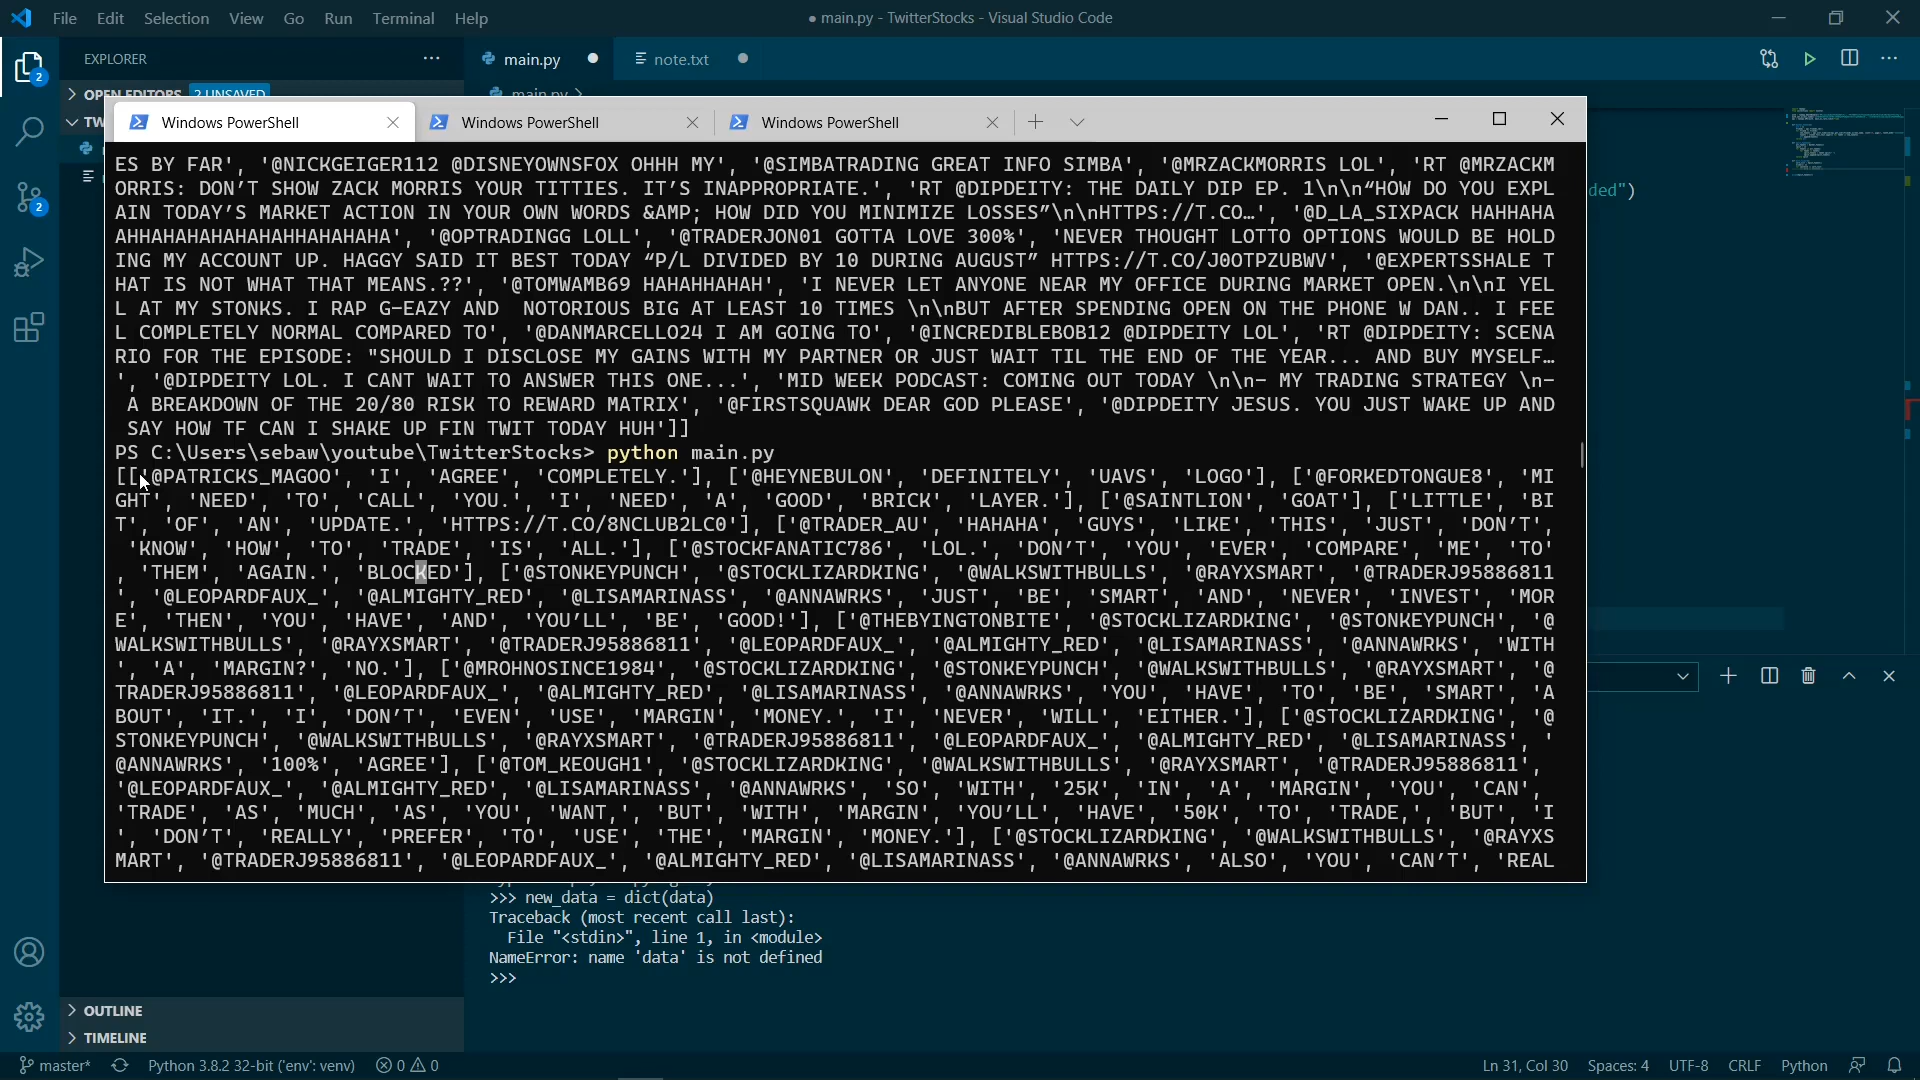 File Edit Selection View Go Run Terminal Help
● main.py - TwitterStocks - Visual Studio Code
EXPLORER
main.py
note.txt
OPEN EDITORS 2 UNSAVED
main.py
TW
Windows PowerShell
Windows PowerShell
Windows PowerShell
ded")
ES BY FAR', '@NICKGEIGER112 @DISNEYOWNSFOX OHHH MY', '@SIMBATRADING GREAT INFO SIMBA', '@MRZACKMORRIS LOL', 'RT @MRZACKM
ORRIS: DON'T SHOW ZACK MORRIS YOUR TITTIES. IT'S INAPPROPRIATE.', 'RT @DIPDEITY: THE DAILY DIP EP. 1\n\n“HOW DO YOU EXPL
AIN TODAY’S MARKET ACTION IN YOUR OWN WORDS &AMP; HOW DID YOU MINIMIZE LOSSES”\n\nHTTPS://T.CO…', '@D_LA_SIXPACK HAHHAHA
AHHAHAHAHAHAHAHHAHAHAHA', '@OPTRADINGG LOLL', '@TRADERJON01 GOTTA LOVE 300%', 'NEVER THOUGHT LOTTO OPTIONS WOULD BE HOLD
ING MY ACCOUNT UP. HAGGY SAID IT BEST TODAY “P/L DIVIDED BY 10 DURING AUGUST” HTTPS://T.CO/J0OTPZUBWV', '@EXPERTSSHALE T
HAT IS NOT WHAT THAT MEANS.??', '@TOMWAMB69 HAHAHHAHAH', 'I NEVER LET ANYONE NEAR MY OFFICE DURING MARKET OPEN.\n\nI YEL
L AT MY STONKS. I RAP G-EAZY AND  NOTORIOUS BIG AT LEAST 10 TIMES \n\nBUT AFTER SPENDING OPEN ON THE PHONE W DAN.. I FEE
L COMPLETELY NORMAL COMPARED TO', '@DANMARCELLO24 I AM GOING TO', '@INCREDIBLEBOB12 @DIPDEITY LOL', 'RT @DIPDEITY: SCENA
RIO FOR THE EPISODE: "SHOULD I DISCLOSE MY GAINS WITH MY PARTNER OR JUST WAIT TIL THE END OF THE YEAR... AND BUY MYSELF…
', '@DIPDEITY LOL. I CANT WAIT TO ANSWER THIS ONE...', 'MID WEEK PODCAST: COMING OUT TODAY \n\n- MY TRADING STRATEGY \n-
A BREAKDOWN OF THE 20/80 RISK TO REWARD MATRIX', '@FIRSTSQUAWK DEAR GOD PLEASE', '@DIPDEITY JESUS. YOU JUST WAKE UP AND
SAY HOW TF CAN I SHAKE UP FIN TWIT TODAY HUH']]
PS C:\Users\sebaw\youtube\TwitterStocks> python main.py
[['@PATRICKS_MAGOO', 'I', 'AGREE', 'COMPLETELY.'], ['@HEYNEBULON', 'DEFINITELY', 'UAVS', 'LOGO'], ['@FORKEDTONGUE8', 'MI
GHT', 'NEED', 'TO', 'CALL', 'YOU.', 'I', 'NEED', 'A', 'GOOD', 'BRICK', 'LAYER.'], ['@SAINTLION', 'GOAT'], ['LITTLE', 'BI
T', 'OF', 'AN', 'UPDATE.', 'HTTPS://T.CO/8NCLUB2LC0'], ['@TRADER_AU', 'HAHAHA', 'GUYS', 'LIKE', 'THIS', 'JUST', 'DON'T',
'KNOW', 'HOW', 'TO', 'TRADE', 'IS', 'ALL.'], ['@STOCKFANATIC786', 'LOL.', 'DON'T', 'YOU', 'EVER', 'COMPARE', 'ME', 'TO'
, 'THEM', 'AGAIN.', 'BLOCKED'], ['@STONKEYPUNCH', '@STOCKLIZARDKING', '@WALKSWITHBULLS', '@RAYXSMART', '@TRADERJ95886811
', '@LEOPARDFAUX_', '@ALMIGHTY_RED', '@LISAMARINASS', '@ANNAWRKS', 'JUST', 'BE', 'SMART', 'AND', 'NEVER', 'INVEST', 'MOR
E', 'THEN', 'YOU', 'HAVE', 'AND', 'YOU'LL', 'BE', 'GOOD!'], ['@THEBYINGTONBITE', '@STOCKLIZARDKING', '@STONKEYPUNCH', '@
WALKSWITHBULLS', '@RAYXSMART', '@TRADERJ95886811', '@LEOPARDFAUX_', '@ALMIGHTY_RED', '@LISAMARINASS', '@ANNAWRKS', 'WITH
', 'A', 'MARGIN?', 'NO.'], ['@MROHNOSINCE1984', '@STOCKLIZARDKING', '@STONKEYPUNCH', '@WALKSWITHBULLS', '@RAYXSMART', '@
TRADERJ95886811', '@LEOPARDFAUX_', '@ALMIGHTY_RED', '@LISAMARINASS', '@ANNAWRKS', 'YOU', 'HAVE', 'TO', 'BE', 'SMART', 'A
BOUT', 'IT.', 'I', 'DON'T', 'EVEN', 'USE', 'MARGIN', 'MONEY.', 'I', 'NEVER', 'WILL', 'EITHER.'], ['@STOCKLIZARDKING', '@
STONKEYPUNCH', '@WALKSWITHBULLS', '@RAYXSMART', '@TRADERJ95886811', '@LEOPARDFAUX_', '@ALMIGHTY_RED', '@LISAMARINASS', '
@ANNAWRKS', '100%', 'AGREE'], ['@TOM_KEOUGH1', '@STOCKLIZARDKING', '@WALKSWITHBULLS', '@RAYXSMART', '@TRADERJ95886811',
'@LEOPARDFAUX_', '@ALMIGHTY_RED', '@LISAMARINASS', '@ANNAWRKS', 'SO', 'WITH', '25K', 'IN', 'A', 'MARGIN', 'YOU', 'CAN',
'TRADE', 'AS', 'MUCH', 'AS', 'YOU', 'WANT,', 'BUT', 'WITH', 'MARGIN', 'YOU'LL', 'HAVE', '50K', 'TO', 'TRADE,', 'BUT', 'I
', 'DON'T', 'REALLY', 'PREFER', 'TO', 'USE', 'THE', 'MARGIN', 'MONEY.'], ['@STOCKLIZARDKING', '@WALKSWITHBULLS', '@RAYXS
MART', '@TRADERJ95886811', '@LEOPARDFAUX_', '@ALMIGHTY_RED', '@LISAMARINASS', '@ANNAWRKS', 'ALSO', 'YOU', 'CAN'T', 'REAL
>>> new_data = dict(data)
Traceback (most recent call last):
File "<stdin>", line 1, in <module>
NameError: name 'data' is not defined
>>>
OUTLINE
TIMELINE
master* Python 3.8.2 32-bit ('env': venv) 0 0
Ln 31, Col 30 Spaces: 4 UTF-8 CRLF Python